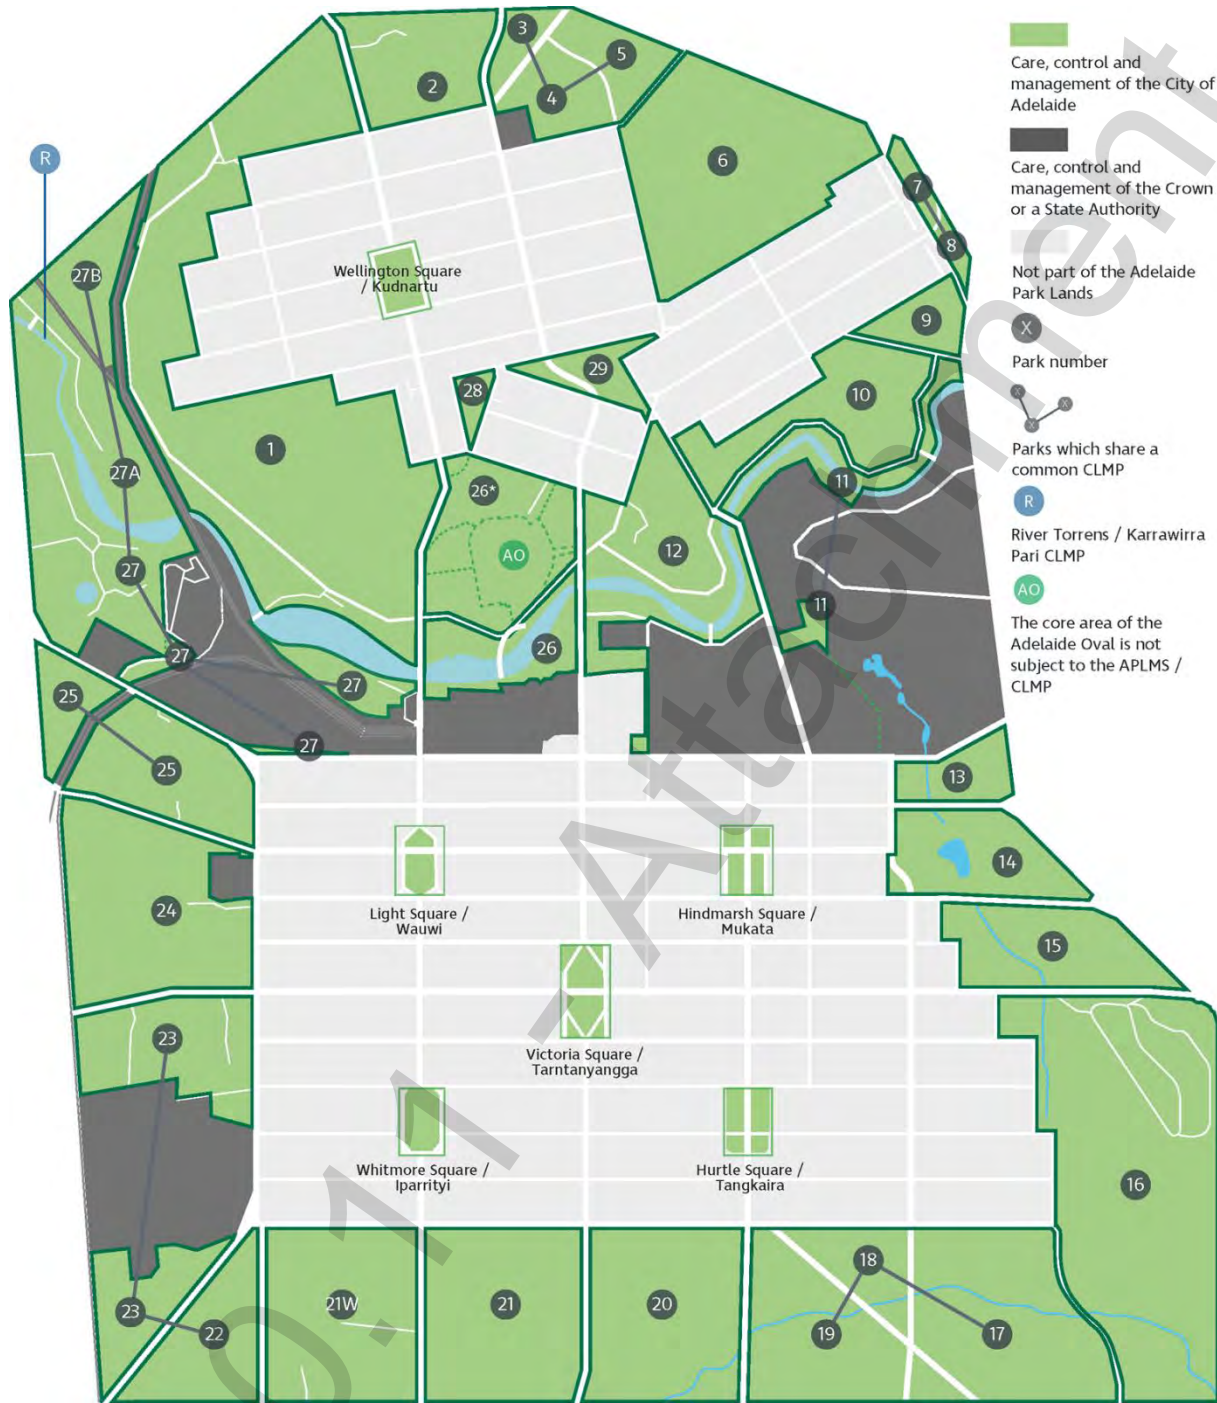 3
5
2
4
Care, control and
management of the City of
Adelaide
R
6
Care, control and
management of the Crown
or a State Authority
7
8
27B
Wellington Square
/ Kudnartu
Not part of the Adelaide
Park Lands
X
9
Park number
29
28
10
X
X
X
1
Parks which share a
common CLMP
27A
26*
11
R
River Torrens / Karrawirra
Pari CLMP
AO
12
27
AO
11
The core area of the
Adelaide Oval is not
subject to the APLMS /
CLMP
26
27
27
25
27
25
13
14
24
Light Square /
Wauwi
Hindmarsh Square /
Mukata
15
23
Victoria Square /
Tarntanyangga
Whitmore Square /
Iparrityi
Hurtle Square /
Tangkaira
16
18
23
22
21W
21
20
19
17
0.11 - Attachment